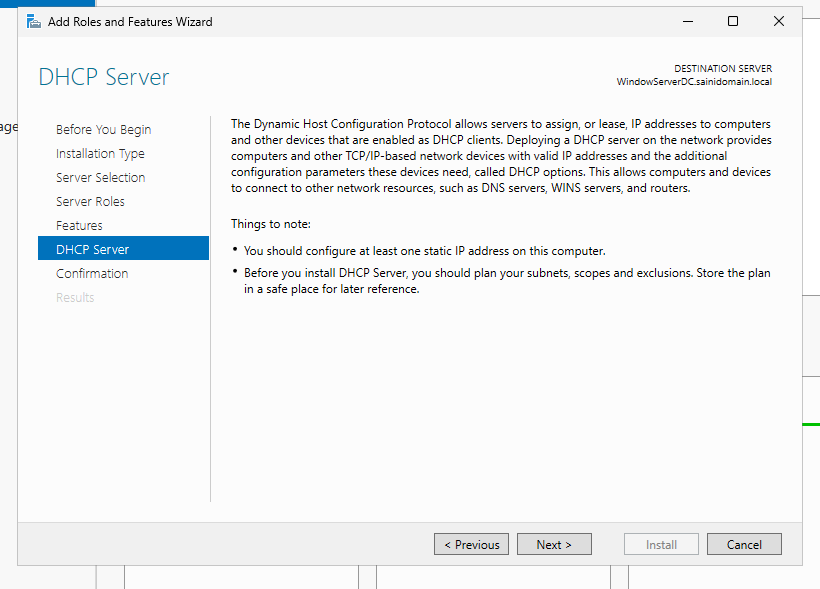 Add Roles and Features Wizard
DHCP Server
DESTINATION SERVER
WindowServerDC.sainidomain.local
Before You Begin
Installation Type
Server Selection
Server Roles
Features
DHCP Server
Confirmation
Results
The Dynamic Host Configuration Protocol allows servers to assign, or lease, IP addresses to computers
and other devices that are enabled as DHCP clients. Deploying a DHCP server on the network provides
computers and other TCP/IP-based network devices with valid IP addresses and the additional
configuration parameters these devices need, called DHCP options. This allows computers and devices
to connect to other network resources, such as DNS servers, WINS servers, and routers.
Things to note:
• You should configure at least one static IP address on this computer.
• Before you install DHCP Server, you should plan your subnets, scopes and exclusions. Store the plan
in a safe place for later reference.
< Previous
Next >
Install
Cancel